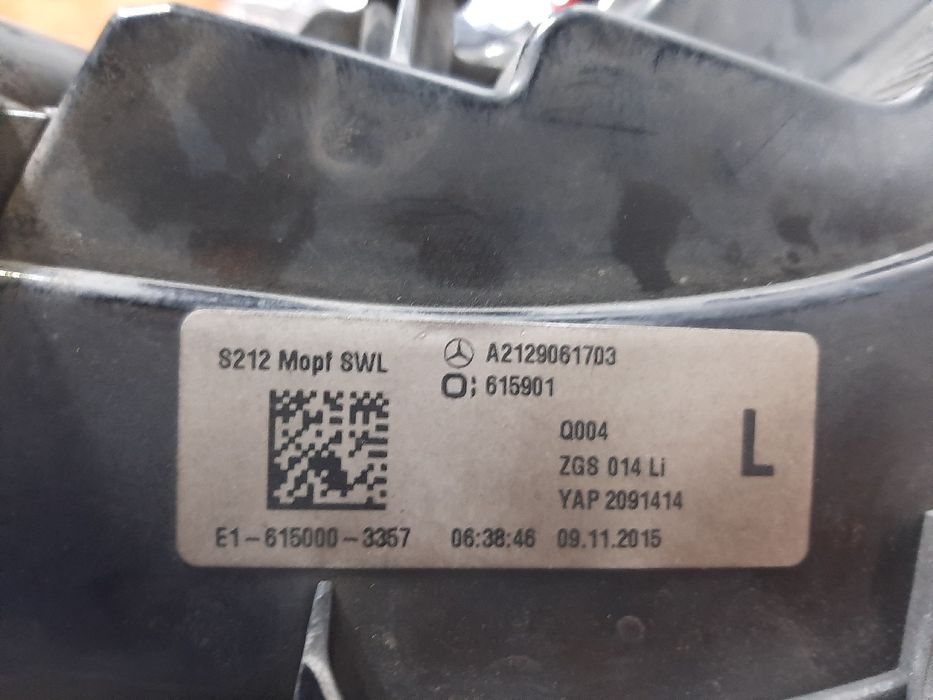 S212 Mopf SWL
A2129061703
615901
Q004
ZGS 014 Li
YAP 2091414
L
E1-615000-3357 06:38:46 09.11.2015